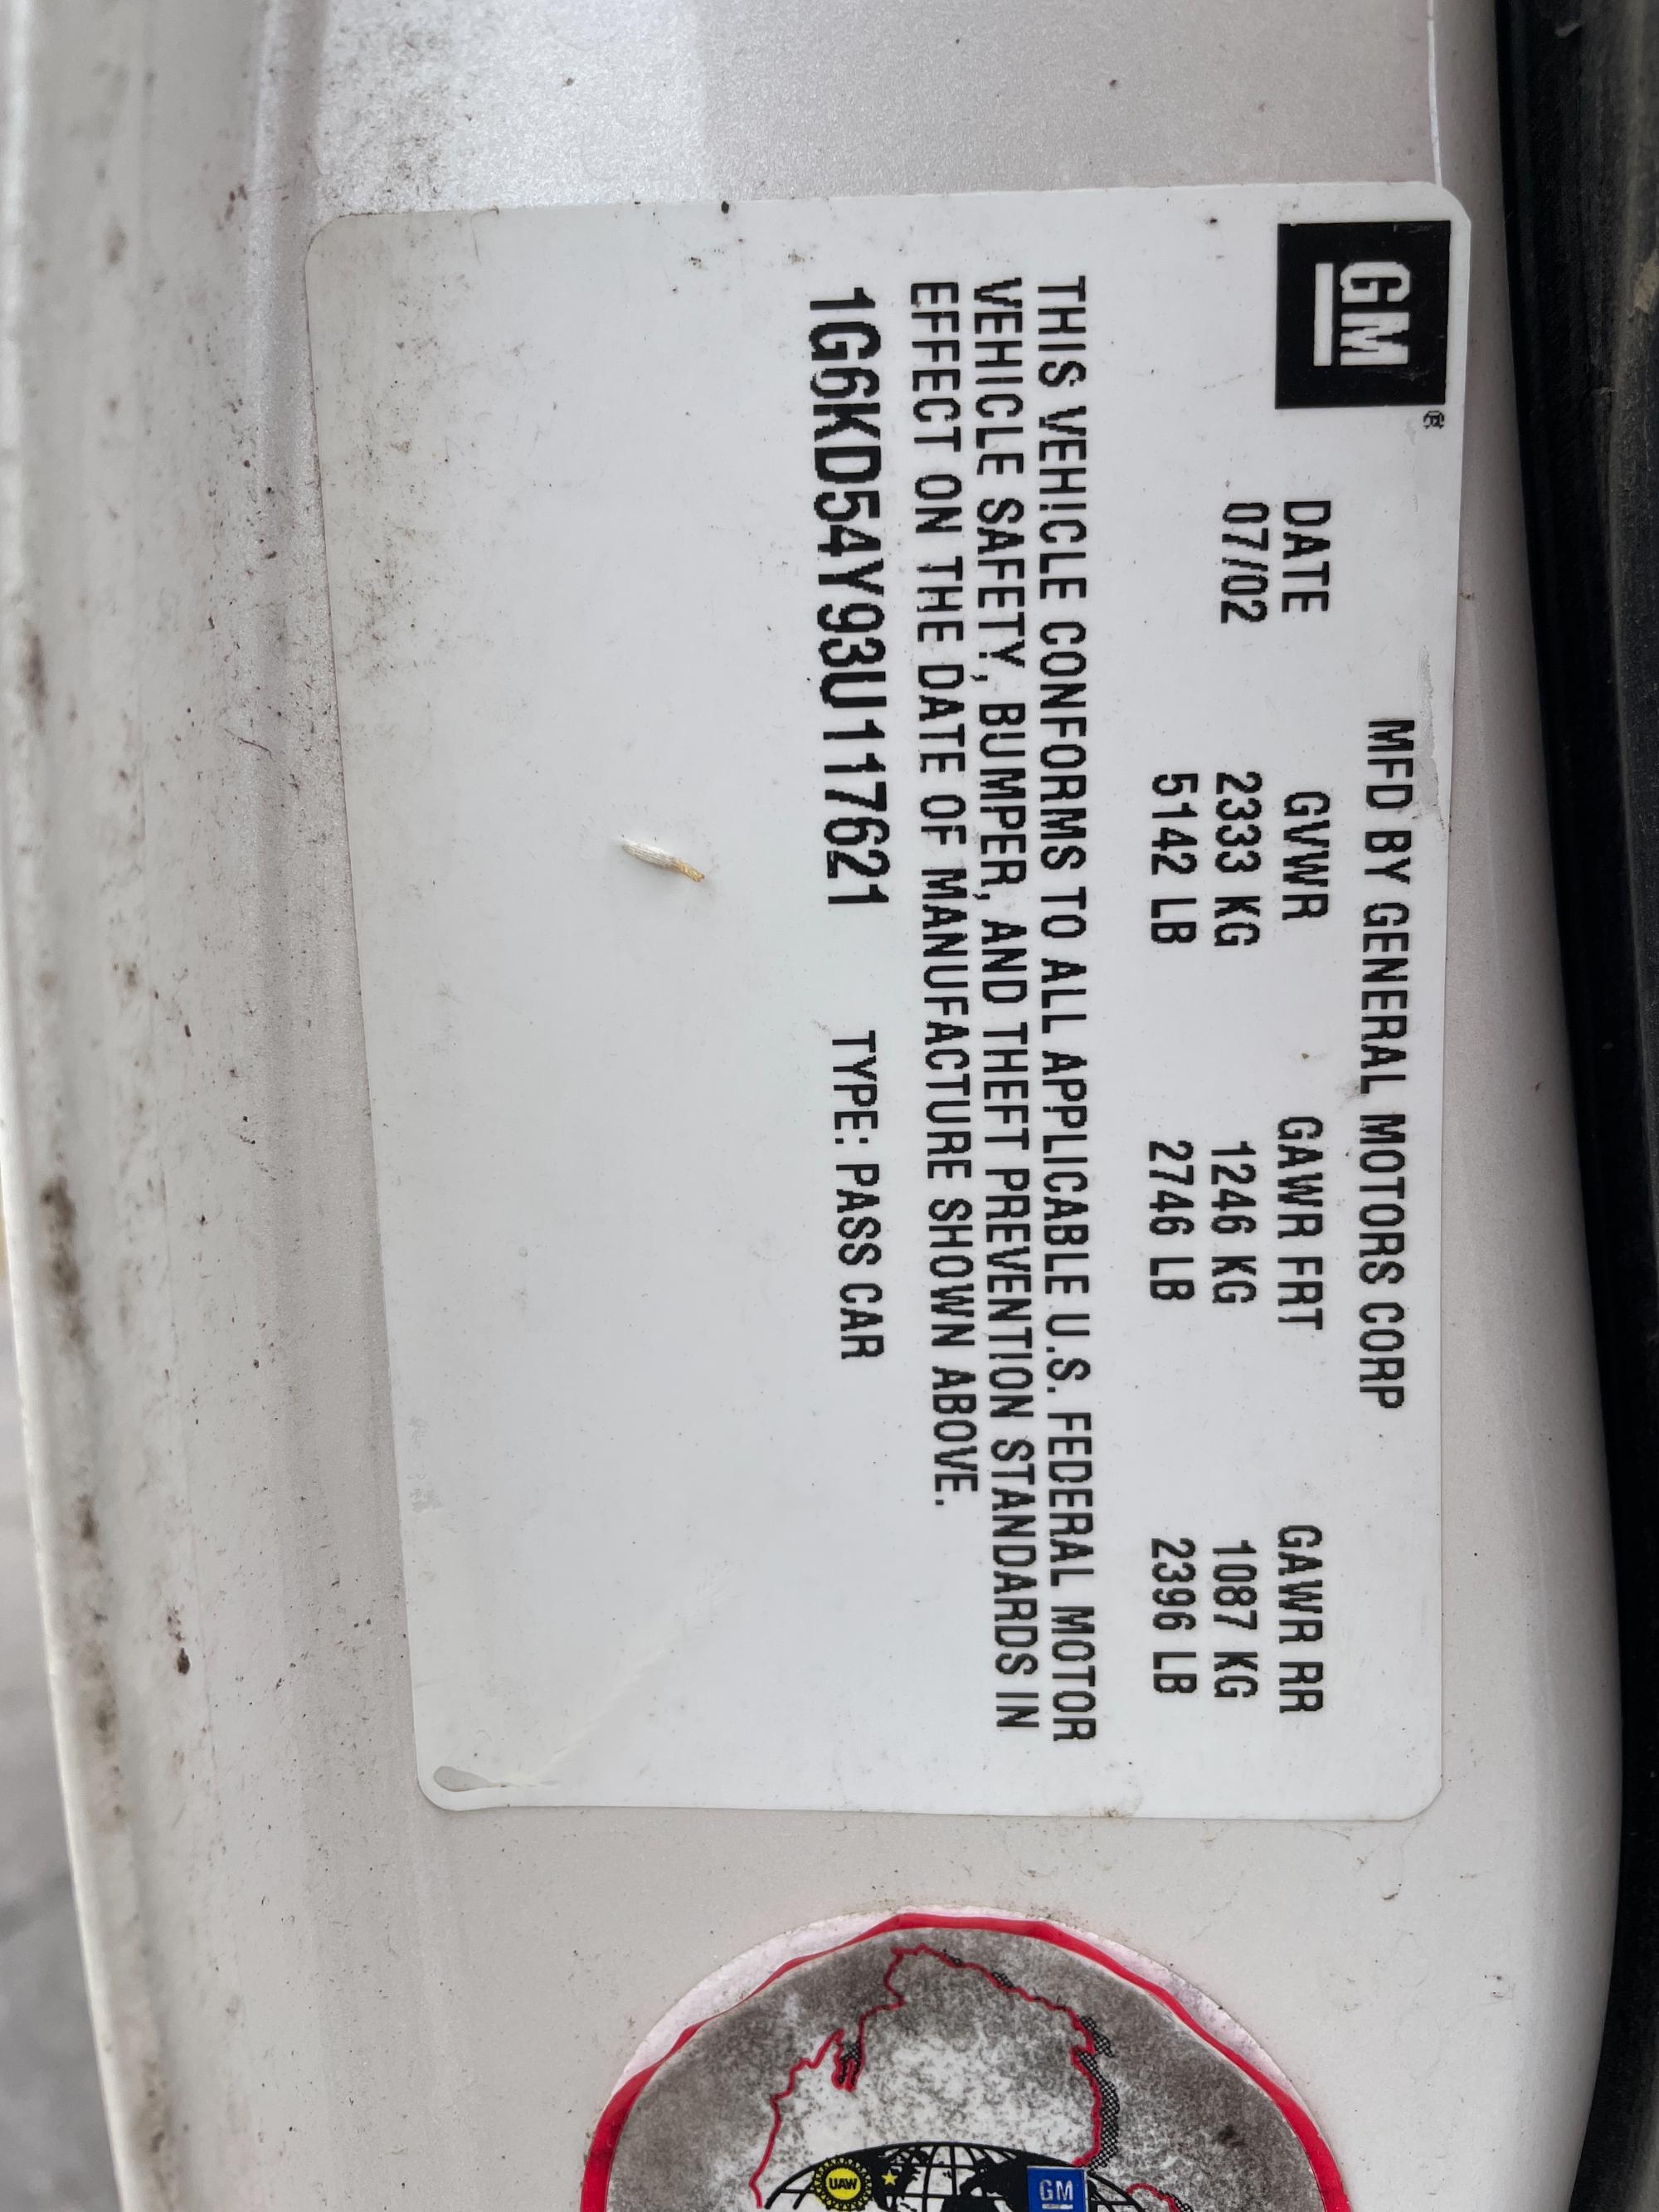 GM ®
MFD BY GENERAL MOTORS CORP
DATE GVWR GAWR FRT GAWR RR
07/02 2333 KG 1246 KG 1087 KG
5142 LB 2746 LB 2396 LB
THIS VEHICLE CONFORMS TO ALL APPLICABLE U.S. FEDERAL MOTOR
VEHICLE SAFETY, BUMPER, AND THEFT PREVENTION STANDARDS IN
EFFECT ON THE DATE OF MANUFACTURE SHOWN ABOVE.
1G6KD54Y93U117621 TYPE: PASS CAR
UAW
GM